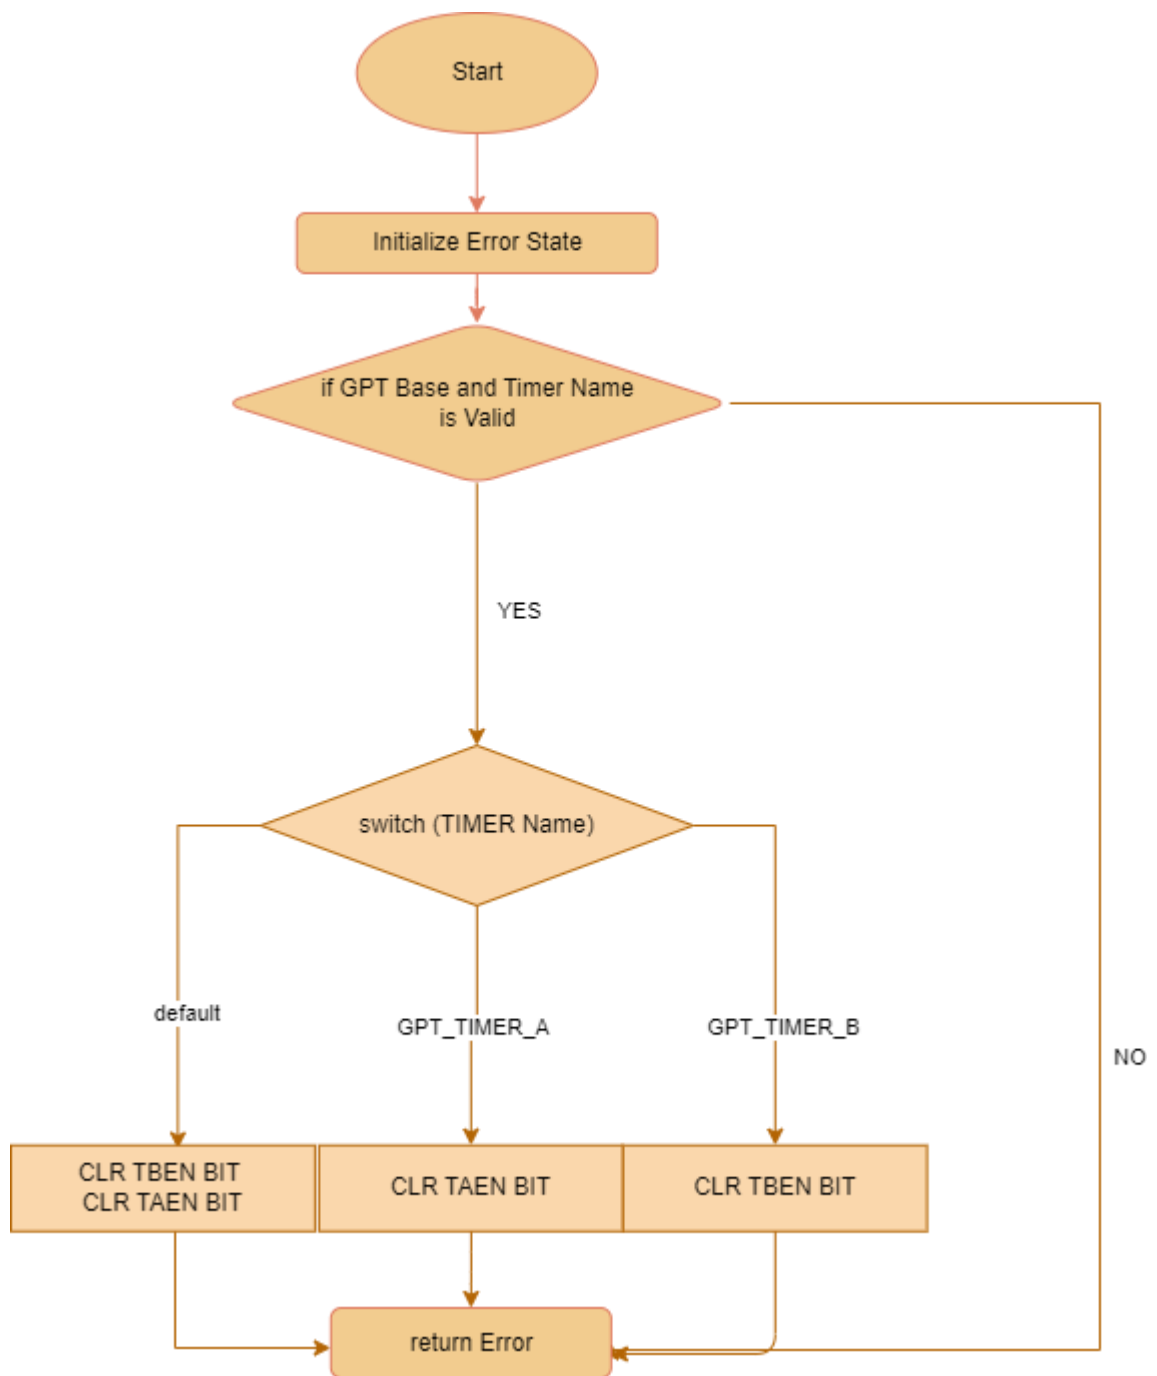 Start
Initialize Error State
if GPT Base and Timer Name
is Valid
YES
switch (TIMER Name)
default
GPT_TIMER_A
GPT_TIMER_B
NO
CLR TBEN BIT
CLR TAEN BIT
CLR TAEN BIT
CLR TBEN BIT
return Error